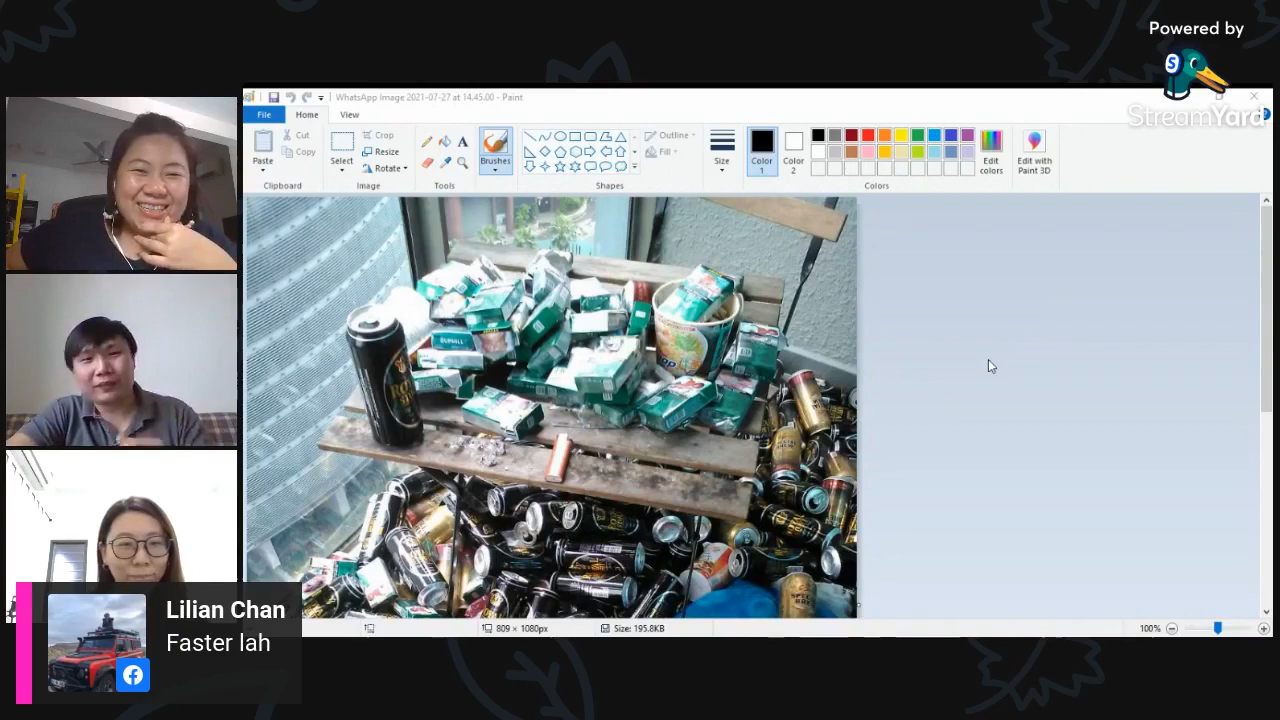 Powered by
S
StreamYard
WhatsApp Image 2021-07-27 at 14.45.00 - Paint
File
Home
View
Paste
Cut
Copy
Clipboard
Select
Crop
Resize
Rotate
Image
A
Tools
Brushes
Shapes
Outline
Fill
Size
Color
1
Color
2
Edit
colors
Colors
Edit with
Paint 3D
809 × 1080px
Size: 195.8KB
100%
Lilian Chan
Faster lah